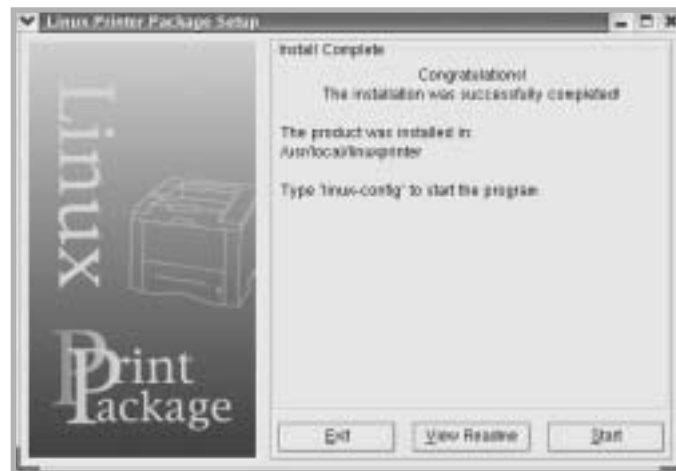 Linux Printer Package Setup
Linux
Print
Package
Install Complete
Congratulations!
The installation was successfully completed!
The product was installed in:
/usr/local/linuxprinter
Type 'linux-config' to start the program.
Exit
View Readme
Start